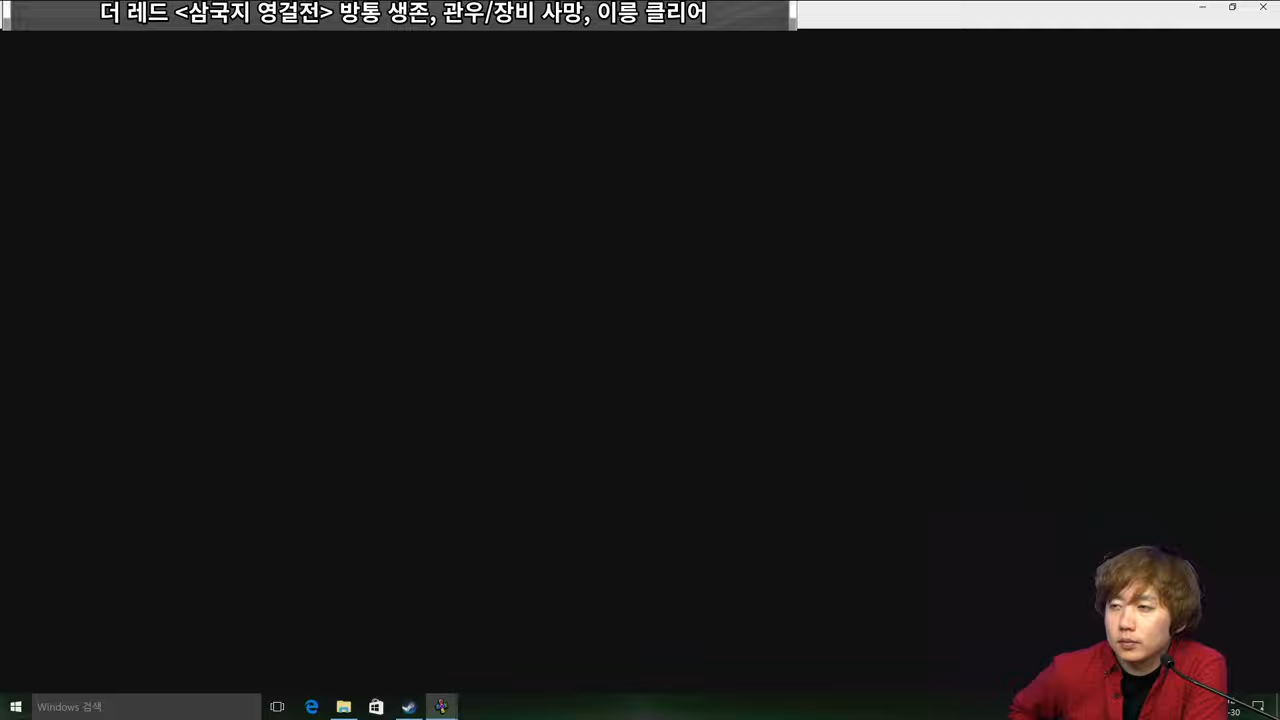 더 레드 <삼국지 영걸전> 방통 생존, 관우/장비 사망, 이릉 클리어
Windows 검색
-30